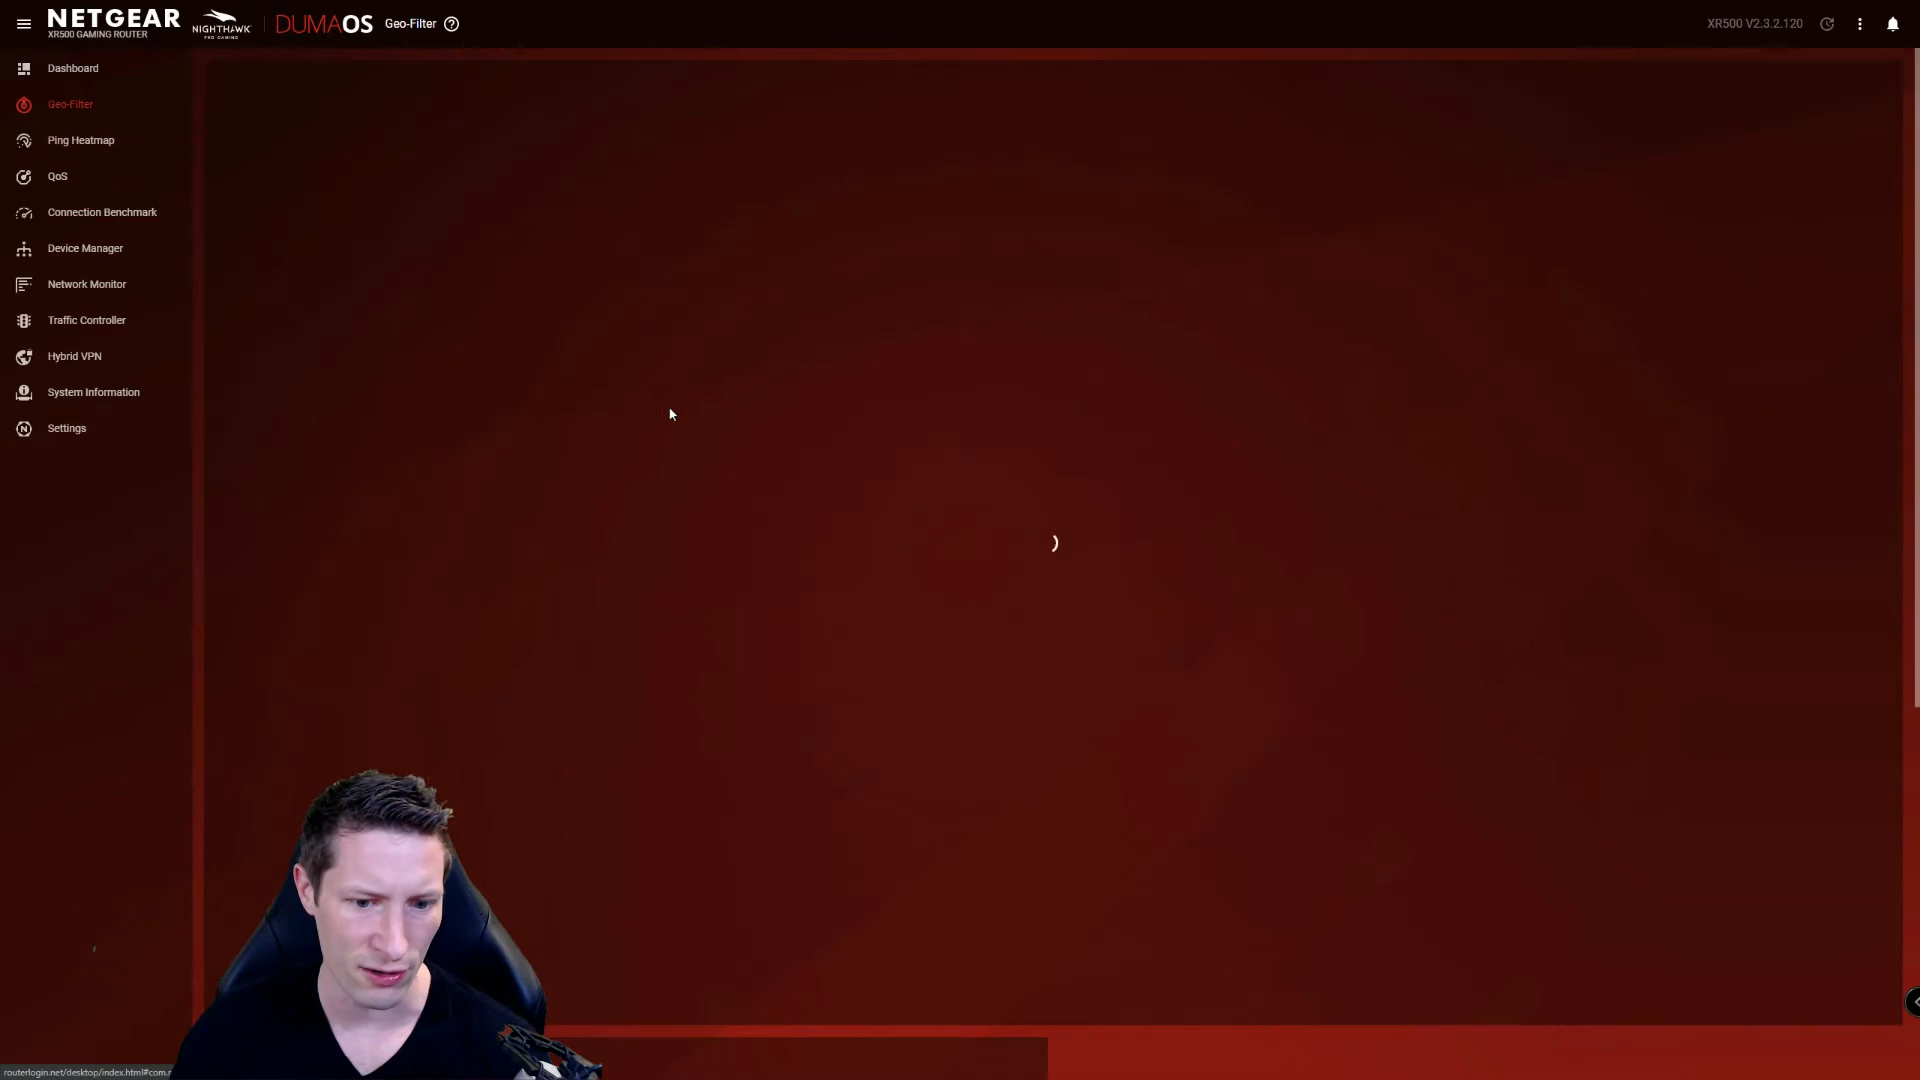 NETGEAR
XR500 GAMING ROUTER
NIGHTHAWK
PRO GAMING
DUMAOS
Geo-Filter
XR500 V2.3.2.120
Dashboard
Geo-Filter
Ping Heatmap
QoS
Connection Benchmark
Device Manager
Network Monitor
Traffic Controller
Hybrid VPN
System Information
Settings
routerlogin.net/desktop/index.html#com.